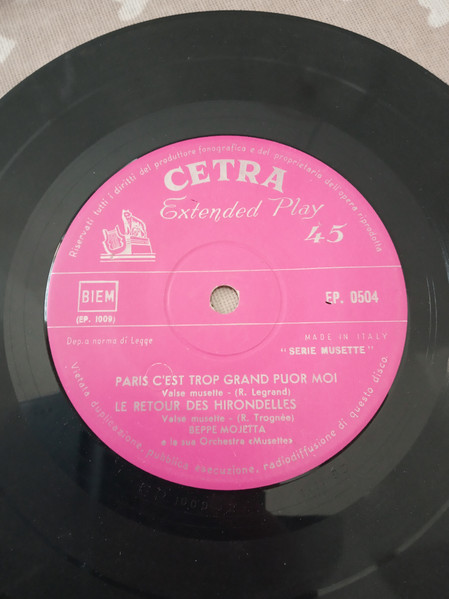 Riservati tutti i diritti del produttore fonografico e del proprietario dell'opera riprodotta
CETRA
Extended Play
45
BIEM
(EP. 1009)
EP. 0504
Dep. a norma di Legge
MADE IN ITALY
"SERIE MUSETTE"
PARIS C'EST TROP GRAND PUOR MOI
Valse musette - (R. Legrand)
LE RETOUR DES HIRONDELLES
Valse musette - (R. Trognée)
BEPPE MOJETTA
e la sua Orchestra «Musette»
Vietata duplicazione, pubblica esecuzione, radiodiffusione di questo disco